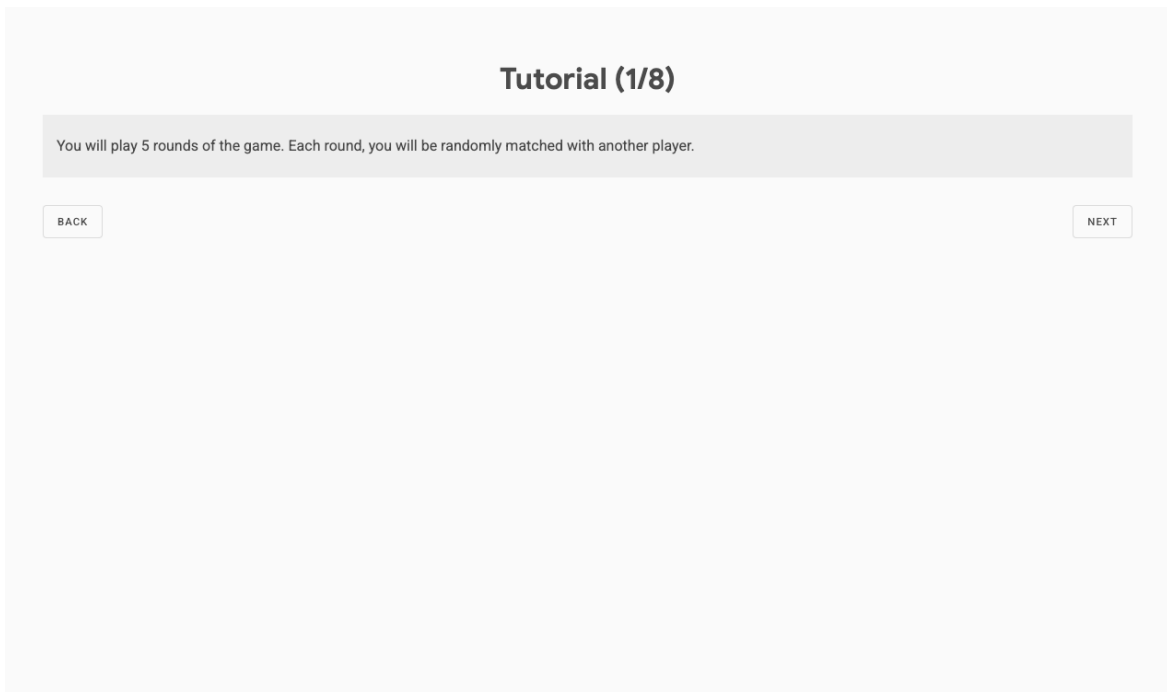 Tutorial (1/8)
You will play 5 rounds of the game. Each round, you will be randomly matched with another player.
BACK
NEXT